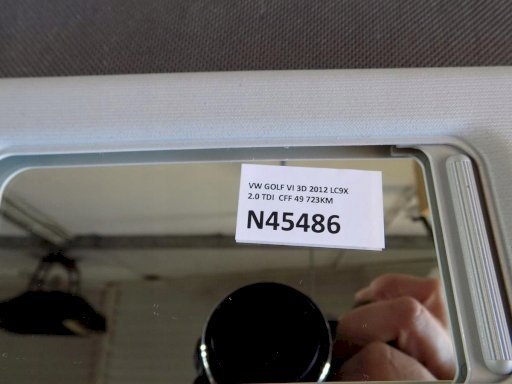 VW GOLF VI 3D 2012 LC9X
2.0 TDI CFF 49 723KM
N45486